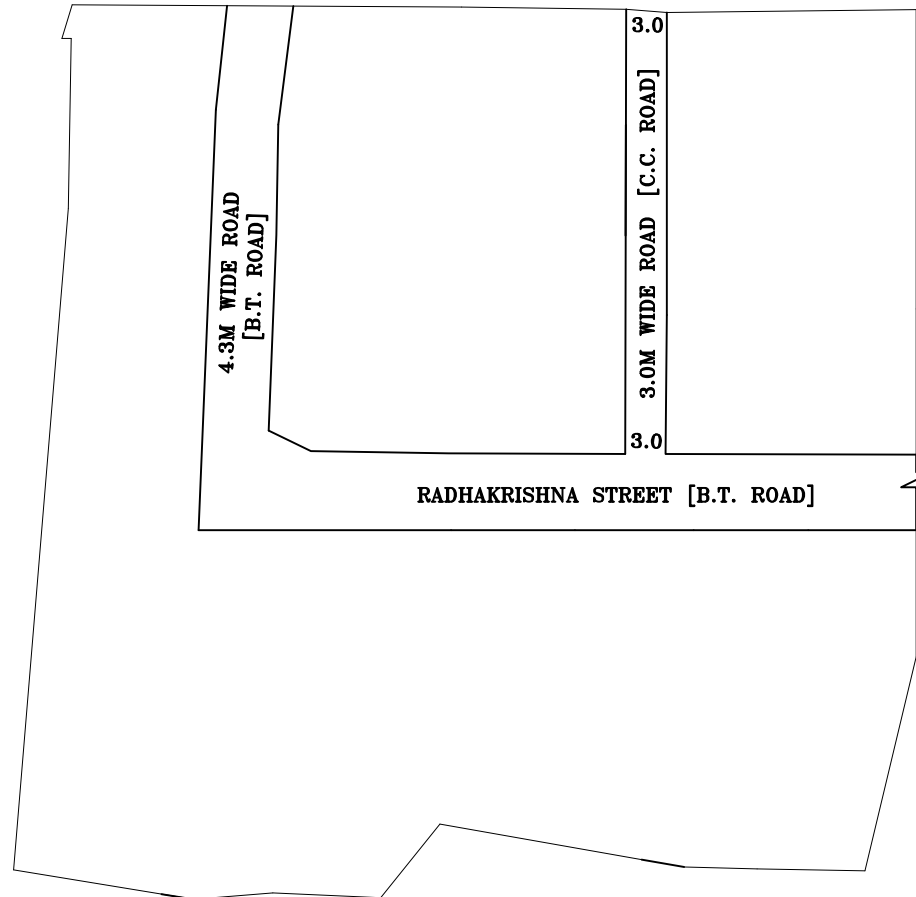 3.0
3.0M WIDE ROAD [C.C. ROAD]
4.3M WIDE ROAD
[B.T. ROAD]
3.0
RADHAKRISHNA STREET [B.T. ROAD]